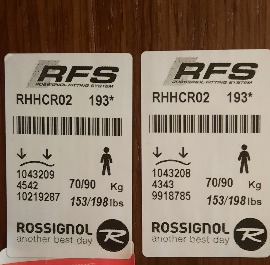 RFS
ROSSIGNOL FITTING SYSTEM
RHHCR02 193*
1043209
4542 70/90 Kg
10219287 153/198 lbs
ROSSIGNOL R
another best day
RFS
ROSSIGNOL FITTING SYSTEM
RHHCR02 193*
1043208
4343 70/90 Kg
9918785 153/198 lbs
ROSSIGNOL R
another best day